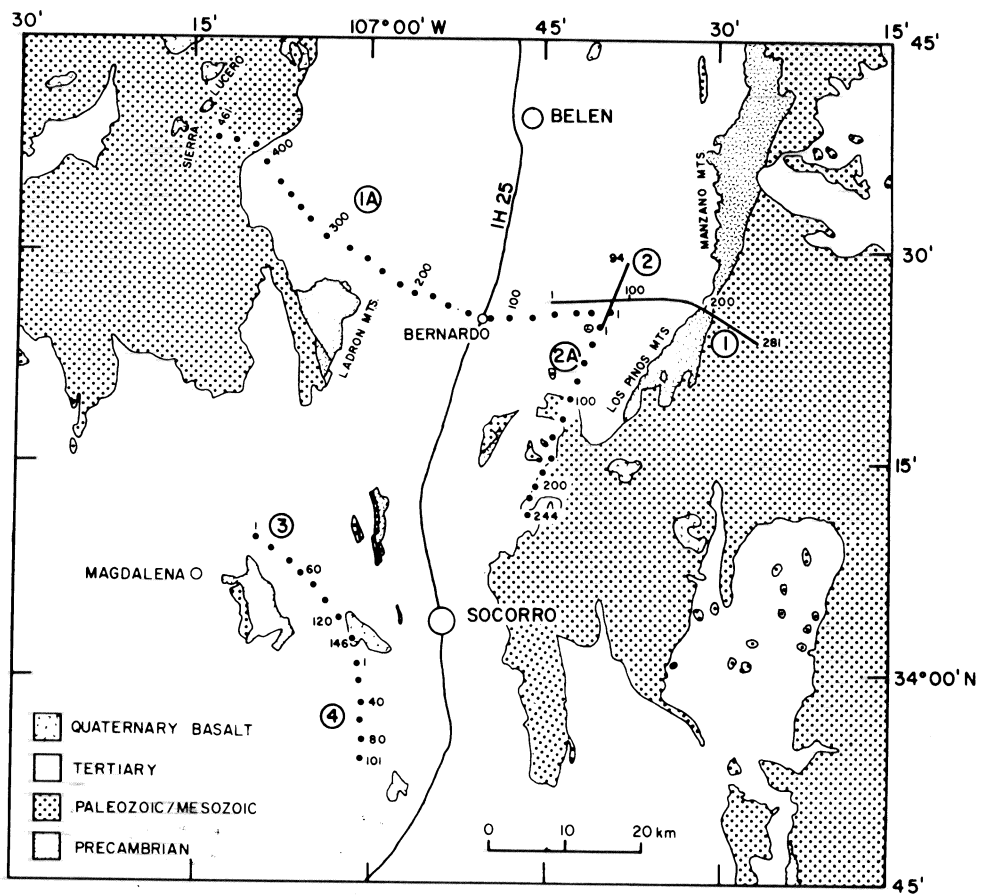 30' 15' 107°00' W 45' 30' 15'
45'
LUCERO
SIERRA
461
400
BELEN
MANZANO MTS
1A
IH 25
300
30'
94 2
200
1 100
100
200
1
BERNARDO
1
281
1
LADRON MTS.
2A
LOS PINOS MTS
100
15'
200
244
1 3
MAGDALENA
60
120
SOCORRO
146
1
34°00'N
40
4
80
101
QUATERNARY BASALT
TERTIARY
PALEOZOIC/MESOZOIC
PRECAMBRIAN
0 10 20 km
45'